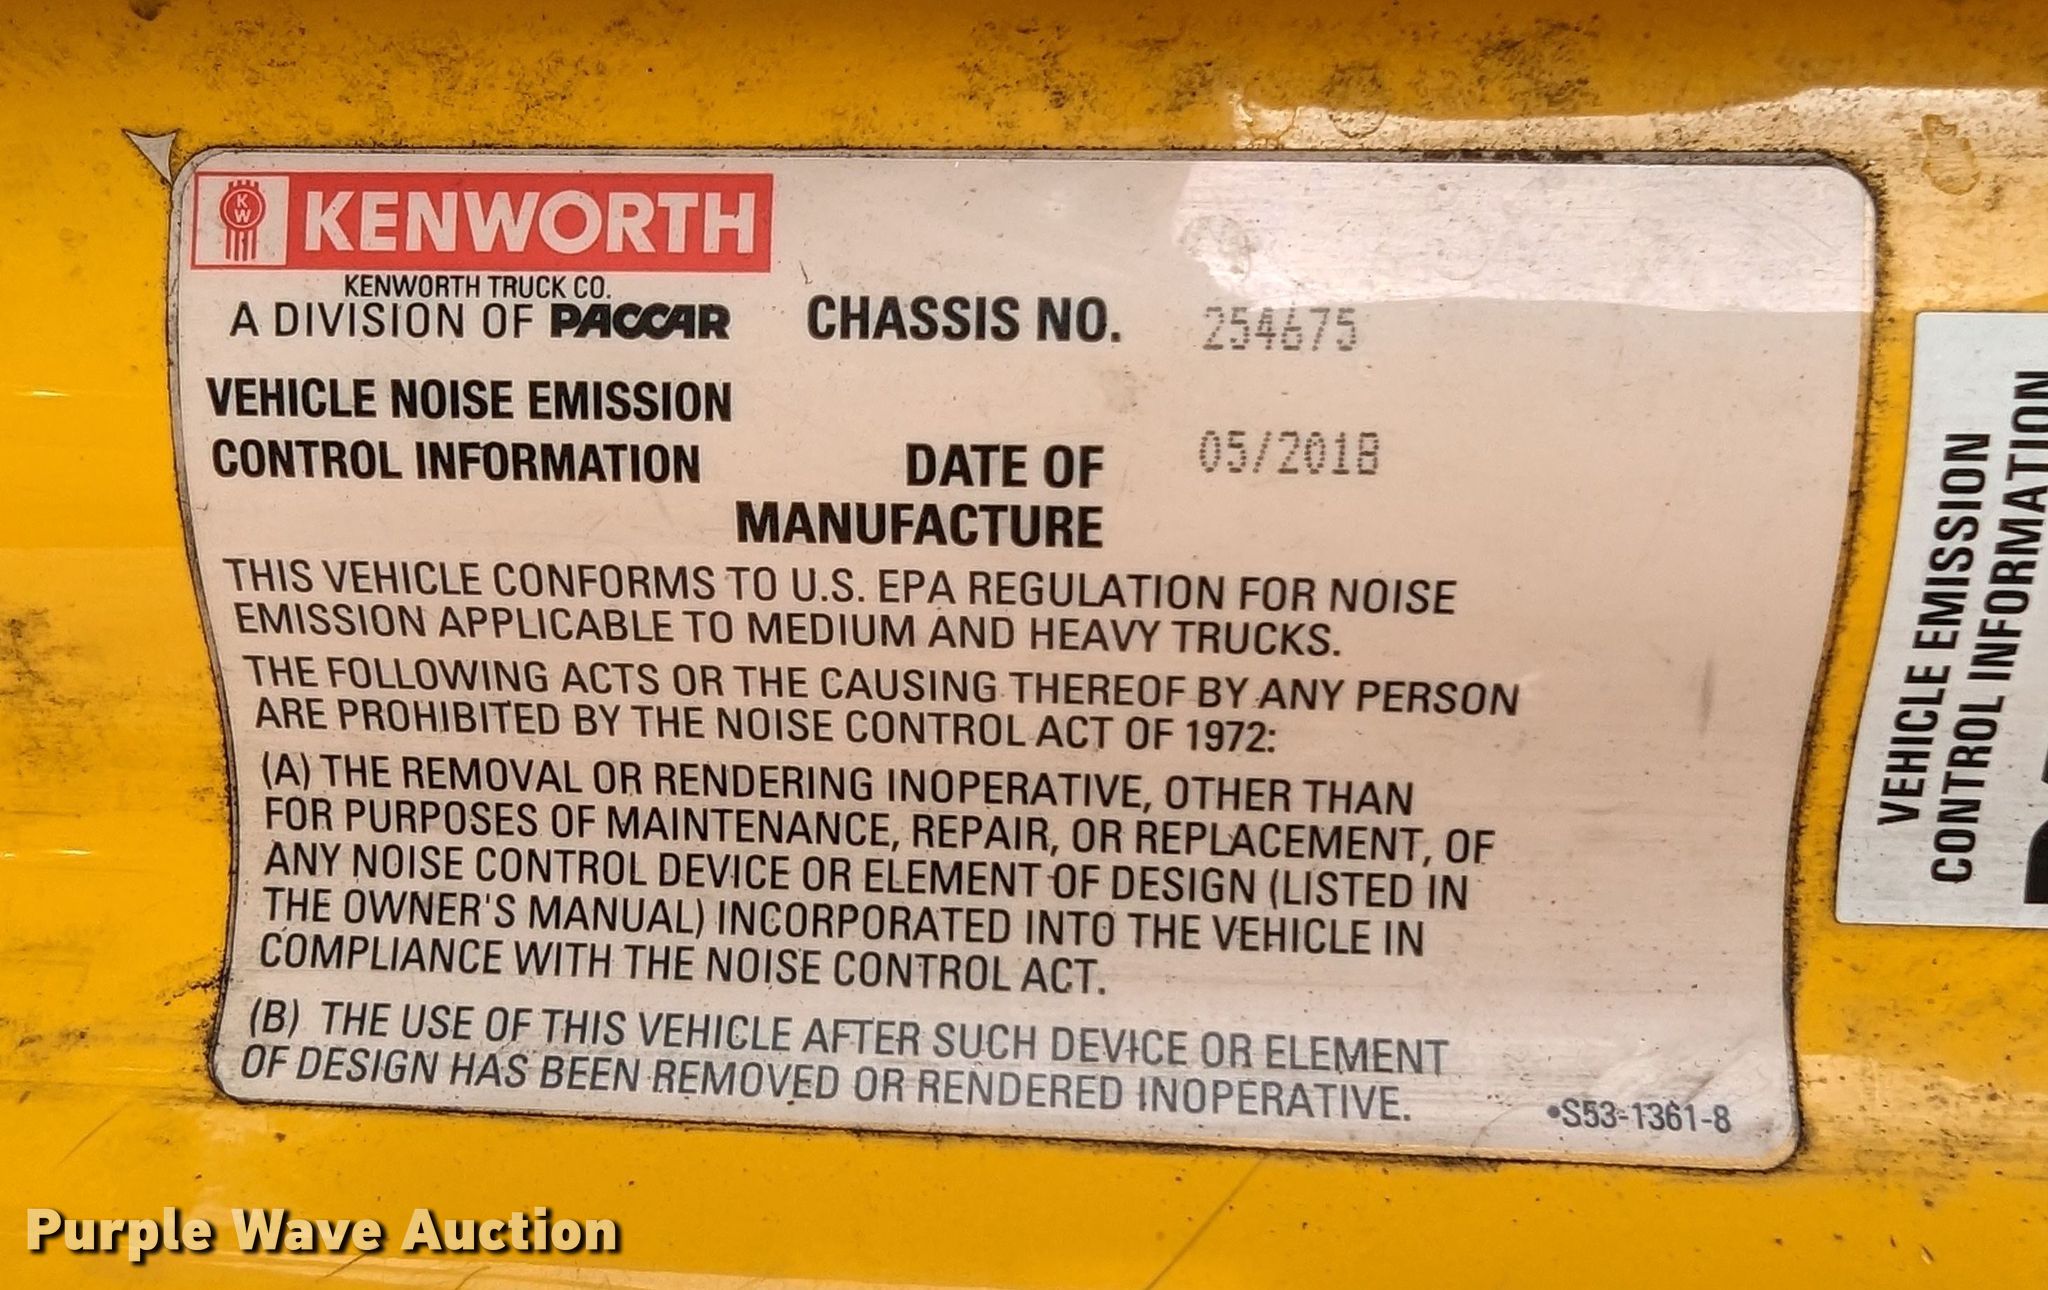 KW KENWORTH
KENWORTH TRUCK CO.
A DIVISION OF PACCAR
CHASSIS NO. 254675
VEHICLE NOISE EMISSION
CONTROL INFORMATION
DATE OF 05/2018
MANUFACTURE
THIS VEHICLE CONFORMS TO U.S. EPA REGULATION FOR NOISE
EMISSION APPLICABLE TO MEDIUM AND HEAVY TRUCKS.
THE FOLLOWING ACTS OR THE CAUSING THEREOF BY ANY PERSON
ARE PROHIBITED BY THE NOISE CONTROL ACT OF 1972:
(A) THE REMOVAL OR RENDERING INOPERATIVE, OTHER THAN
FOR PURPOSES OF MAINTENANCE, REPAIR, OR REPLACEMENT, OF
ANY NOISE CONTROL DEVICE OR ELEMENT OF DESIGN (LISTED IN
THE OWNER'S MANUAL) INCORPORATED INTO THE VEHICLE IN
COMPLIANCE WITH THE NOISE CONTROL ACT.
(B) THE USE OF THIS VEHICLE AFTER SUCH DEVICE OR ELEMENT
OF DESIGN HAS BEEN REMOVED OR RENDERED INOPERATIVE.
•S53-1361-8
VEHICLE EMISSION
CONTROL INFORMATION
Purple Wave Auction